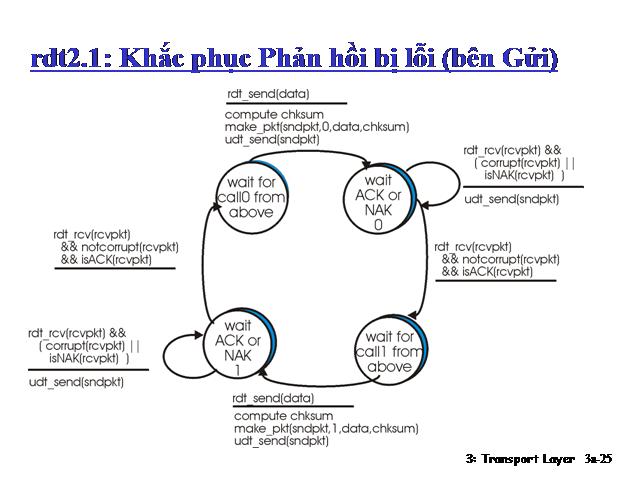 rdt2.1: Khắc phục Phản hồi bị lỗi (bên Gửi)
rdt_send(data)
compute chksum
make_pkt(sndpkt,0,data,chksum)
udt_send(sndpkt)
wait for
call0 from
above
wait
ACK or
NAK
0
rdt_rcv(rcvpkt) &&
( corrupt(rcvpkt) ||
isNAK(rcvpkt) )
udt_send(sndpkt)
rdt_rcv(rcvpkt)
&& notcorrupt(rcvpkt)
&& isACK(rcvpkt)
rdt_rcv(rcvpkt)
&& notcorrupt(rcvpkt)
&& isACK(rcvpkt)
rdt_rcv(rcvpkt) &&
( corrupt(rcvpkt) ||
isNAK(rcvpkt) )
udt_send(sndpkt)
wait
ACK or
NAK
1
wait for
call1 from
above
rdt_send(data)
compute chksum
make_pkt(sndpkt,1,data,chksum)
udt_send(sndpkt)
3: Transport Layer 3a-25